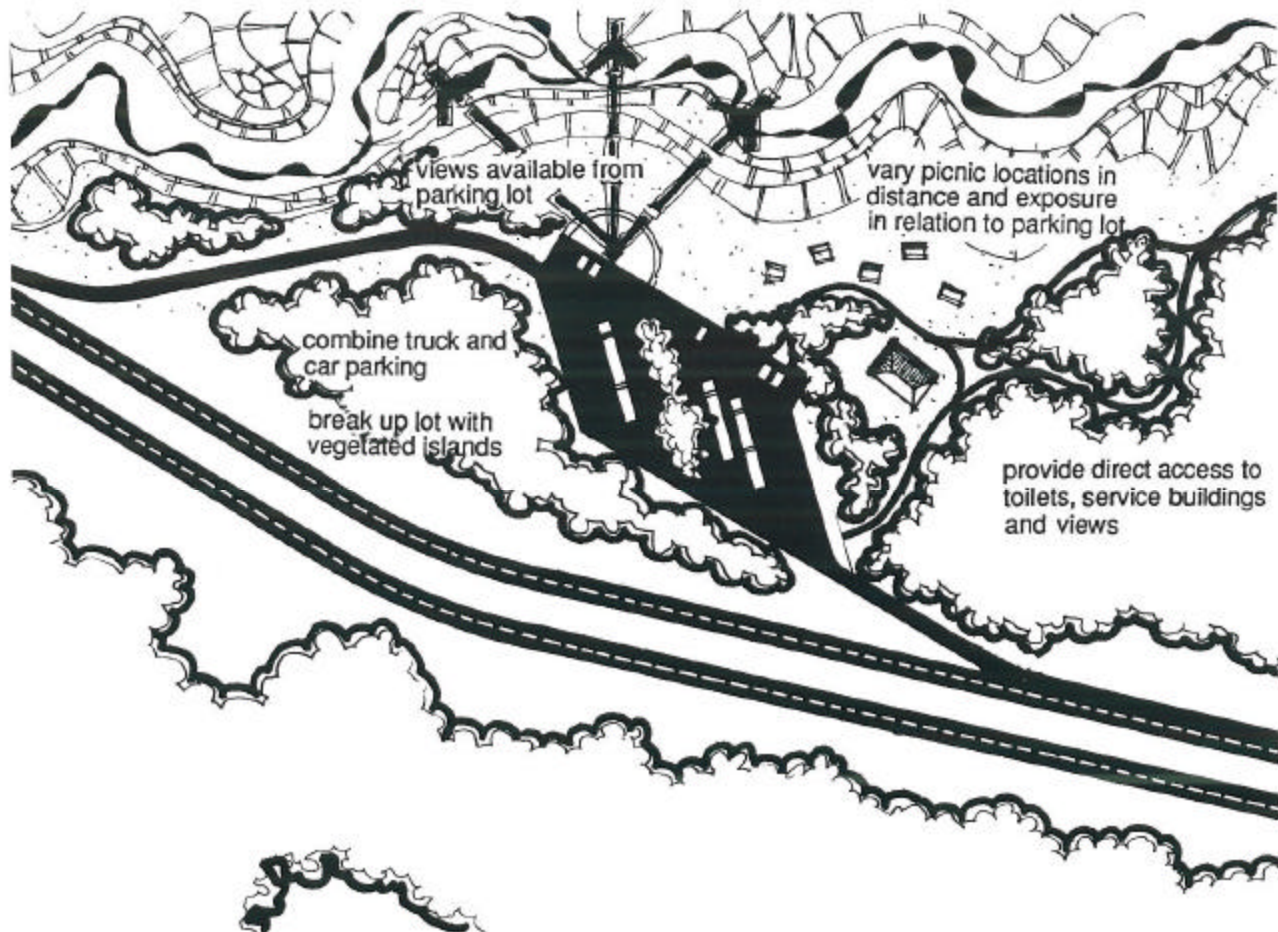 views available from
parking lot
vary picnic locations in
distance and exposure
in relation to parking lot
combine truck and
car parking
break up lot with
vegetated islands
provide direct access to
toilets, service buildings
and views